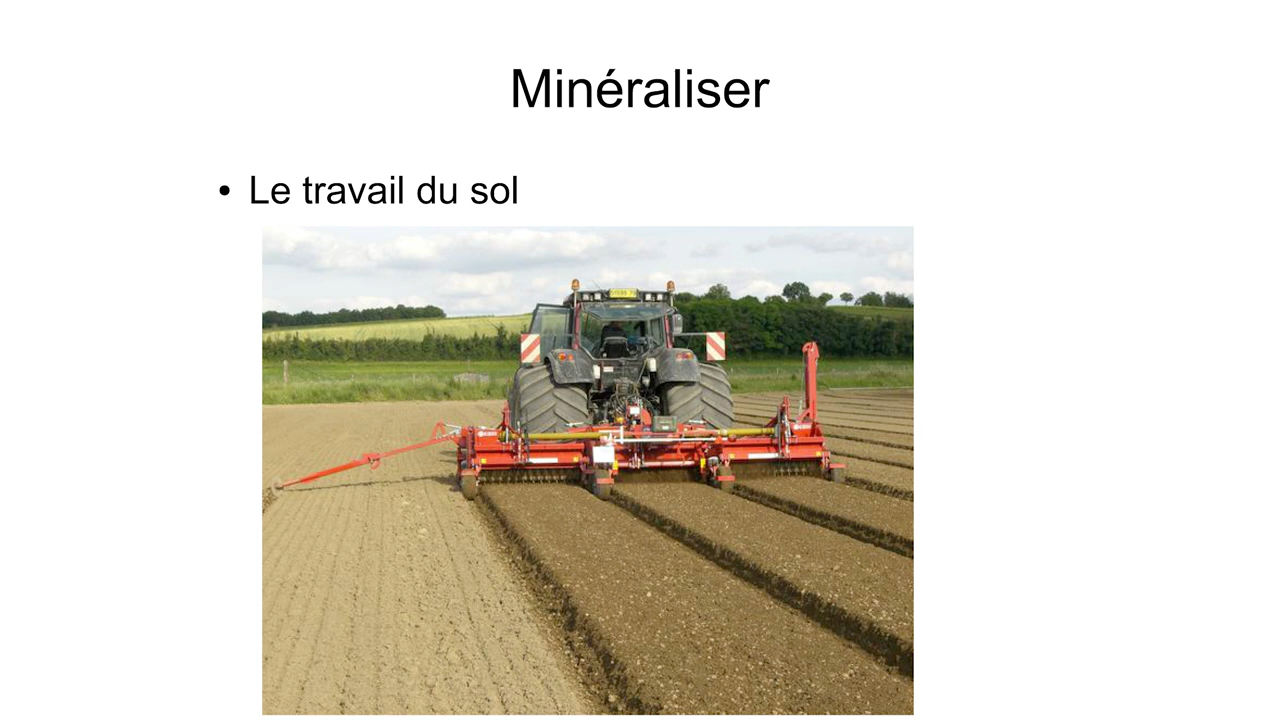 Minéraliser
• Le travail du sol